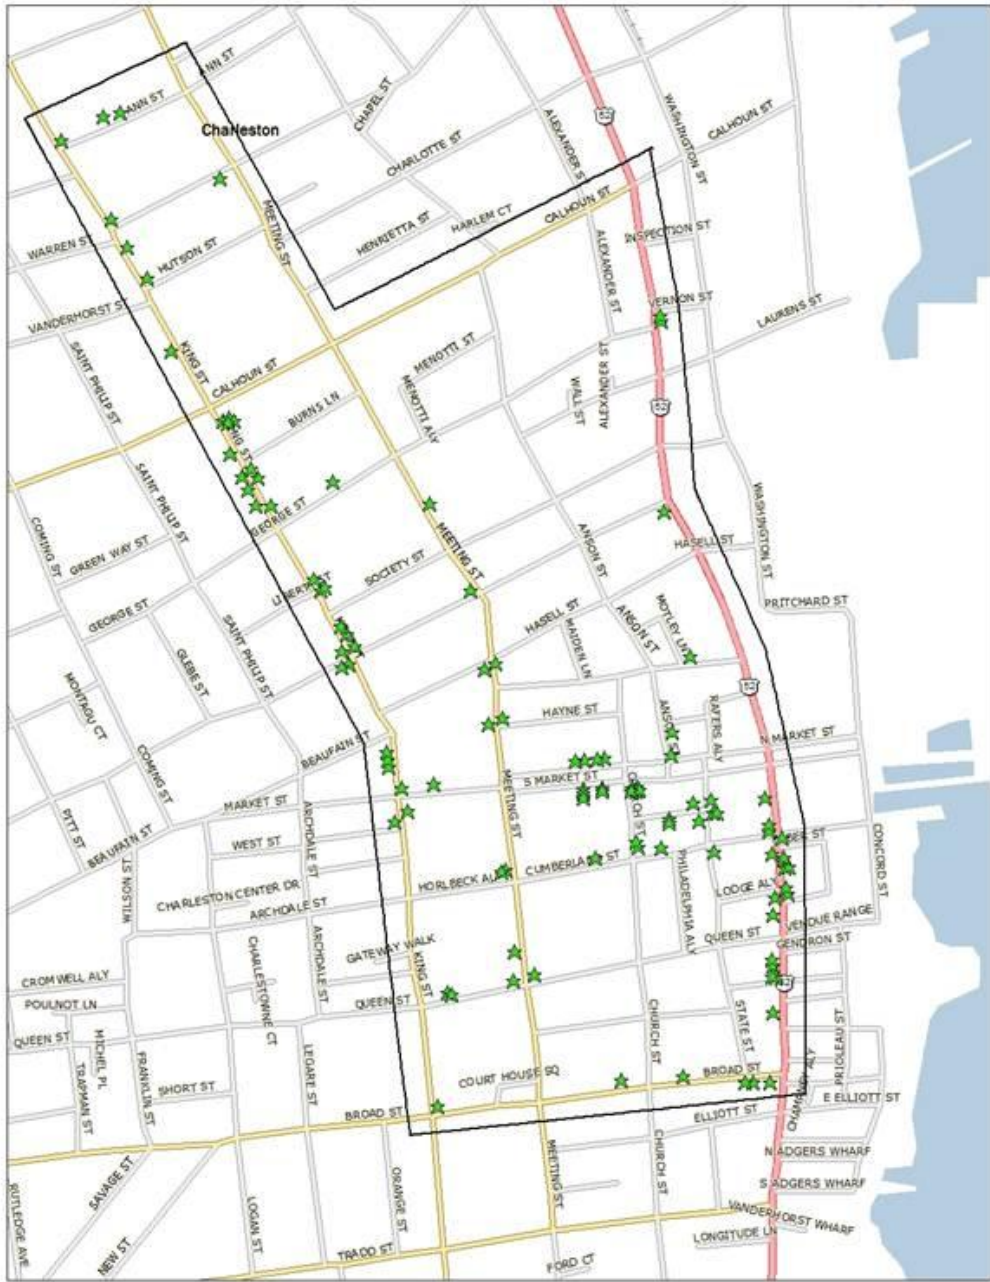 ANN ST
ANN ST
Charleston
CHAPEL ST
CHARLOTTE ST
ALEXANDER S
52
WASHINGTON ST
CALHOUN ST
WARREN ST
HUTSON ST
MEETING ST
HENRIETTA ST
HARLEM CT
CALHOUN ST
INSPECTION ST
ALEXANDER ST
VANDERHORST ST
VERNON ST
LAURENS ST
SAINT PHILIP ST
KING ST
CALHOUN ST
BURNS LN
MENOTTI ST
MENOTTI ALY
WALL ST
ALEXANDER ST
52
SAINT PHILIP ST
GEORGE ST
MEETING ST
COMING ST
GREEN WAY ST
SOCIETY ST
ANSON ST
WASHINGTON ST
HASELL ST
GEORGE ST
SAINT PHILIP ST
HASELL ST
MAIDEN LN
ANSON ST
MOTLEY LN
PRITCHARD ST
GLEBE ST
MONTAGU CT
52
HAYNE ST
RAFERS ALY
N MARKET ST
BEAUFAIN ST
COMING ST
S MARKET ST
MARKET ST
ARCHDALE ST
MEETING ST
PITT ST
BEAUFAIN ST
WEST ST
CONCORD ST
WILSON ST
CHARLESTON CENTER DR
HORLBECK AL
PHILADELPHIA ALY
LODGE ALY
ARCHDALE ST
ARCHDALE ST
VENDUE RANGE
QUEEN ST
GENDRON ST
GATEWAY WALK
KING ST
CROMWELL ALY
POULNOT LN
CHARLESTOWNE CT
QUEEN ST
QUEEN ST
MICHEL PL
TRAPMAN ST
FRANKLIN ST
SHORT ST
LEGARE ST
CHURCH ST
STATE ST
PRIOLEAU ST
COURT HOUSE SQ
BROAD ST
BROAD ST
ELLIOTT ST
E ELLIOTT ST
MEETING ST
CHURCH ST
N ADGERS WHARF
S ADGERS WHARF
RUTLEDGE AVE
SAVAGE ST
NEW ST
LOGAN ST
ORANGE ST
TRADD ST
VANDERHORST WHARF
LONGITUDE LN
FORD CT